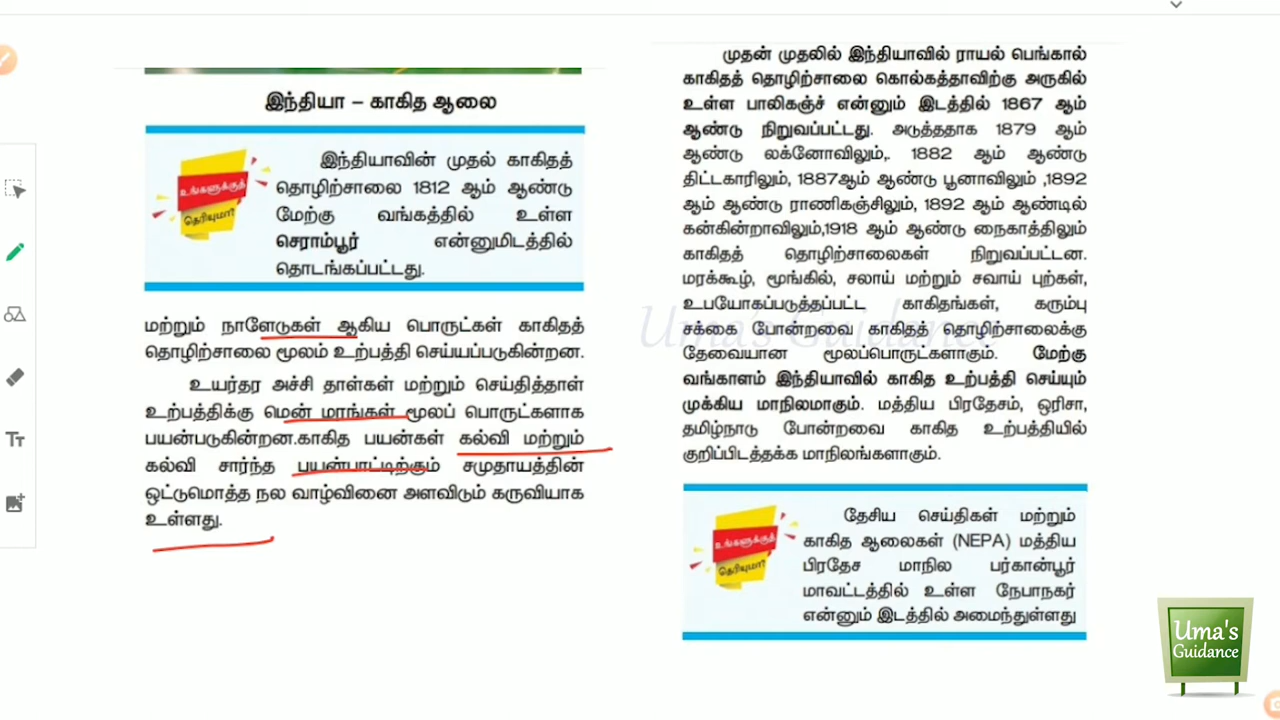 இந்தியா – காகித ஆலை
உங்களுக்குத்
தெரியுமா?
இந்தியாவின் முதல் காகிதத்
தொழிற்சாலை 1812 ஆம் ஆண்டு
மேற்கு வங்கத்தில் உள்ள
செராம்பூர் என்னுமிடத்தில்
தொடங்கப்பட்டது.
மற்றும் நாளேடுகள் ஆகிய பொருட்கள் காகிதத்
தொழிற்சாலை மூலம் உற்பத்தி செய்யப்படுகின்றன.
உயர்தர அச்சி தாள்கள் மற்றும் செய்தித்தாள்
உற்பத்திக்கு மென் மரங்கள் மூலப் பொருட்களாக
பயன்படுகின்றன.காகித பயன்கள் கல்வி மற்றும்
கல்வி சார்ந்த பயன்பாட்டிற்கும் சமுதாயத்தின்
ஒட்டுமொத்த நல வாழ்வினை அளவிடும் கருவியாக
உள்ளது.
முதன் முதலில் இந்தியாவில் ராயல் பெங்கால்
காகிதத் தொழிற்சாலை கொல்கத்தாவிற்கு அருகில்
உள்ள பாலிகஞ்ச் என்னும் இடத்தில் 1867 ஆம்
ஆண்டு நிறுவப்பட்டது. அடுத்ததாக 1879 ஆம்
ஆண்டு லக்னோவிலும்,. 1882 ஆம் ஆண்டு
திட்டகாரிலும், 1887ஆம் ஆண்டு பூனாவிலும் ,1892
ஆம் ஆண்டு ராணிகஞ்சிலும், 1892 ஆம் ஆண்டில்
கன்கின்றாவிலும்,1918 ஆம் ஆண்டு நைகாத்திலும்
காகிதத் தொழிற்சாலைகள் நிறுவப்பட்டன.
மரக்கூழ், மூங்கில், சலாய் மற்றும் சவாய் புற்கள்,
உபயோகப்படுத்தப்பட்ட காகிதங்கள், கரும்பு
சக்கை போன்றவை காகிதத் தொழிற்சாலைக்கு
தேவையான மூலப்பொருட்களாகும். மேற்கு
வங்காளம் இந்தியாவில் காகித உற்பத்தி செய்யும்
முக்கிய மாநிலமாகும். மத்திய பிரதேசம், ஒரிசா,
தமிழ்நாடு போன்றவை காகித உற்பத்தியில்
குறிப்பிடத்தக்க மாநிலங்களாகும்.
Uma's Guidance
உங்களுக்குத்
தெரியுமா?
தேசிய செய்திகள் மற்றும்
காகித ஆலைகள் (NEPA) மத்திய
பிரதேச மாநில பர்கான்பூர்
மாவட்டத்தில் உள்ள நேபாநகர்
என்னும் இடத்தில் அமைந்துள்ளது
Uma's
Guidance
Tт